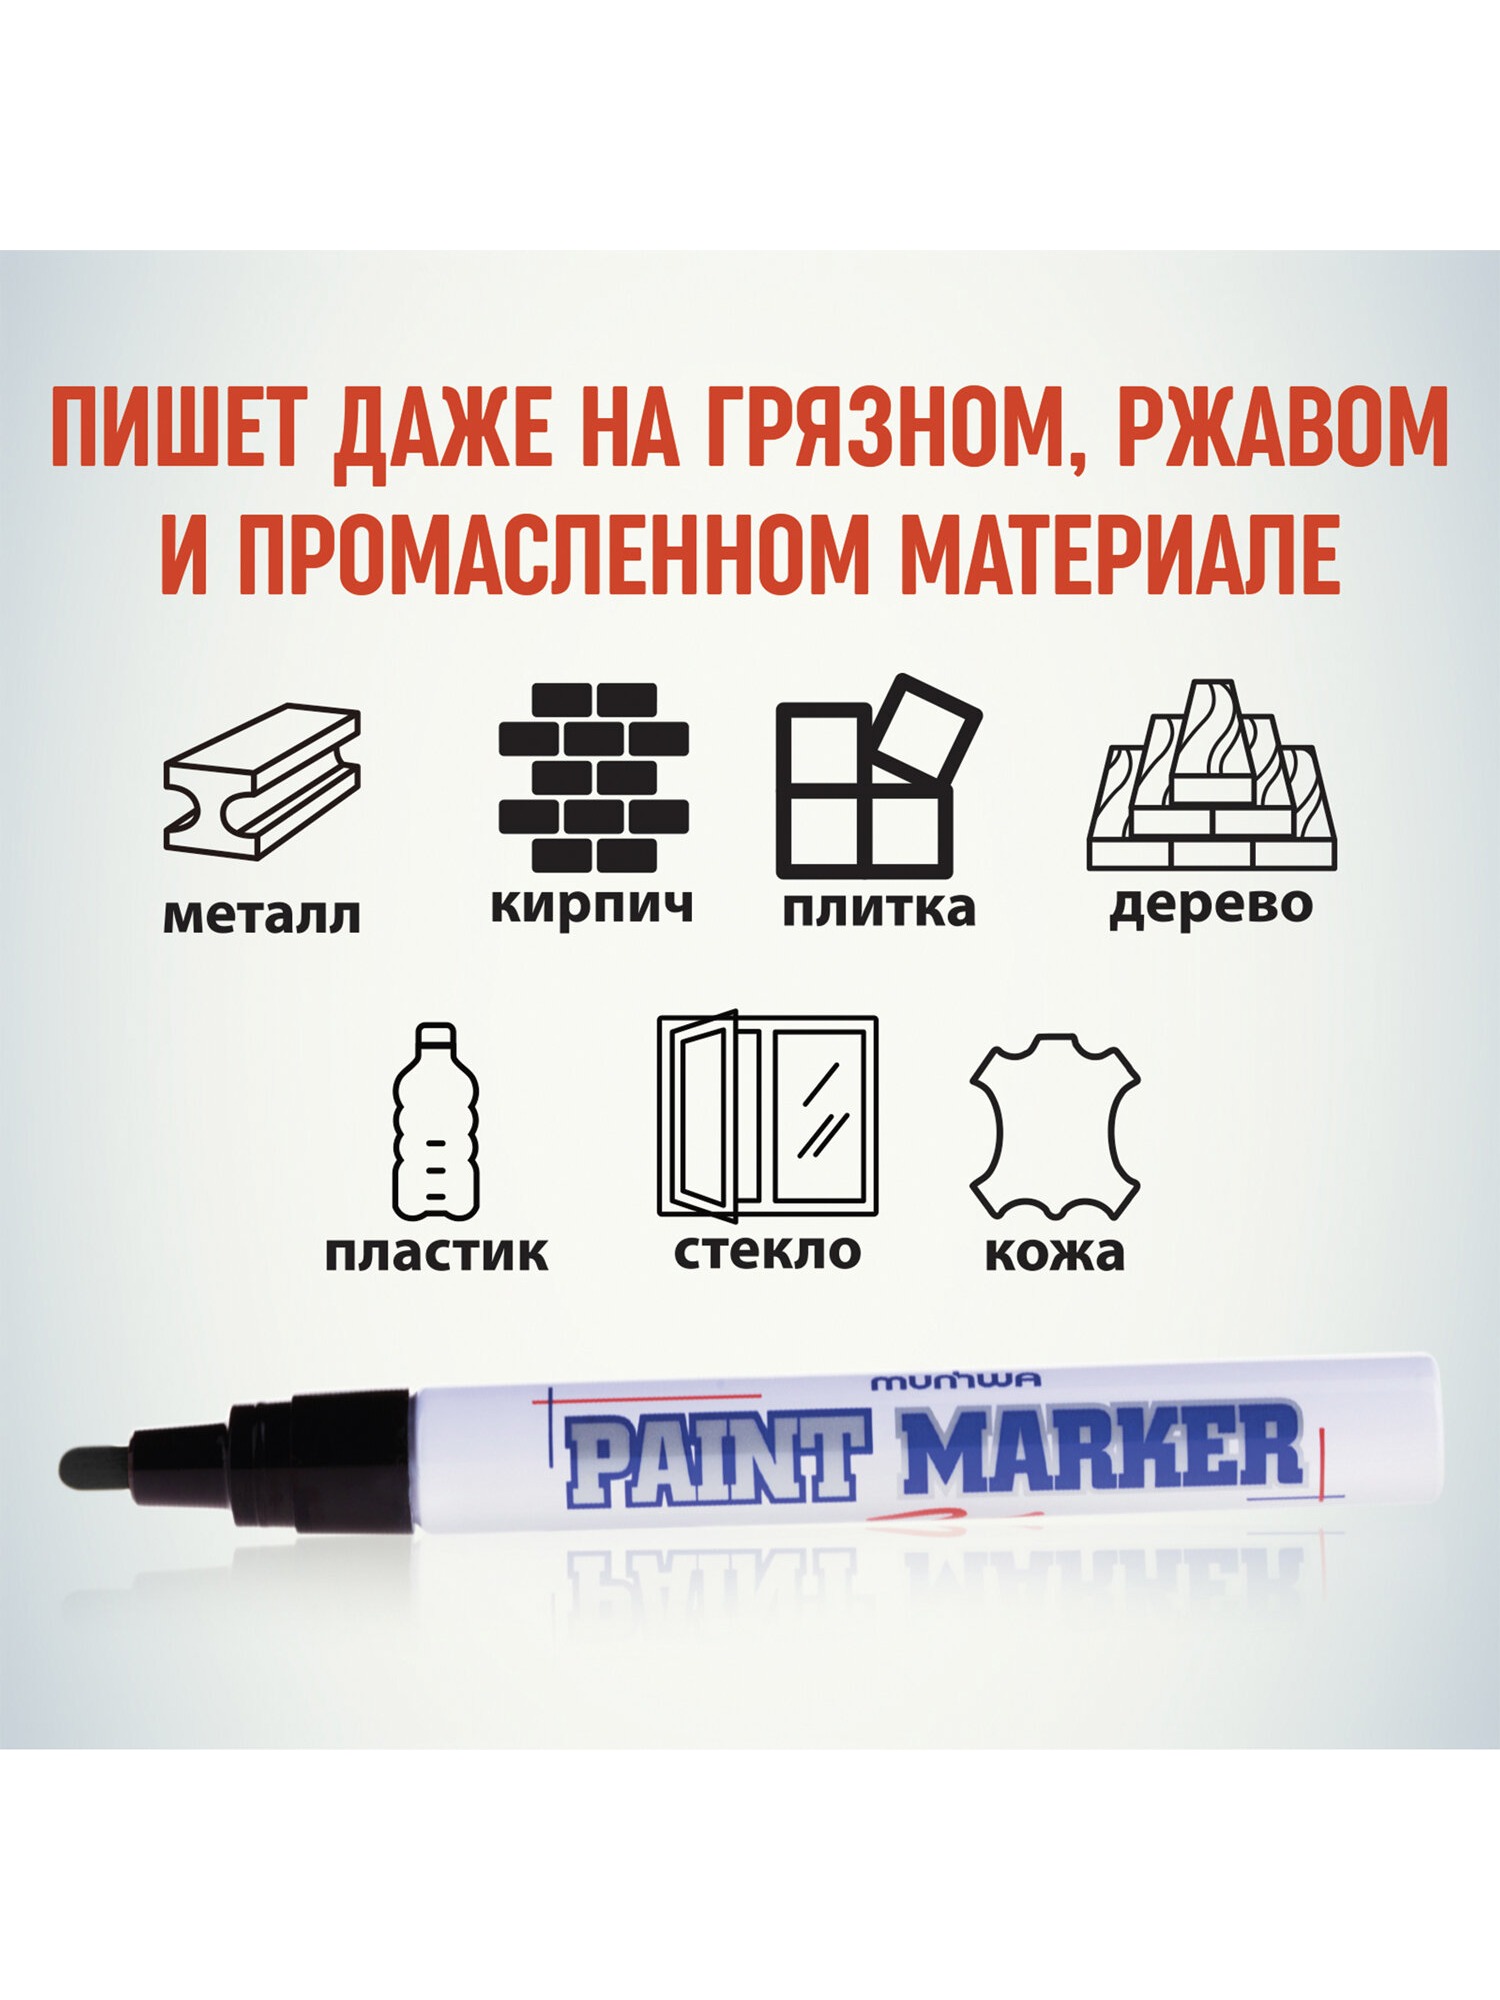 ПИШЕТ ДАЖЕ НА ГРЯЗНОМ, РЖАВОМ
И ПРОМАСЛЕННОМ МАТЕРИАЛЕ
металл кирпич плитка дерево
пластик стекло кожа
munhwa
PAINT MARKER